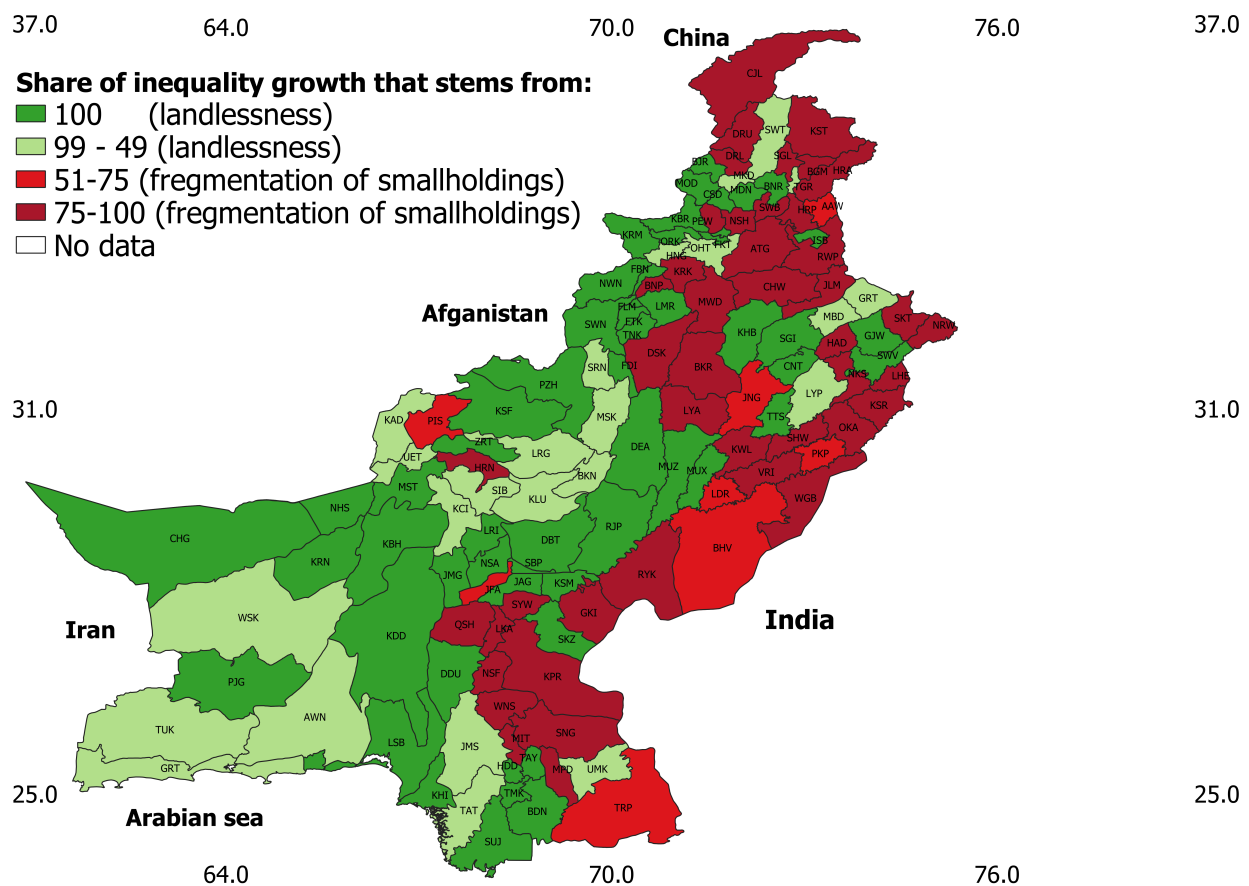 37.0 64.0 70.0 76.0 37.0
China
Share of inequality growth that stems from:
100 (landlessness)
99 - 49 (landlessness)
51-75 (fregmentation of smallholdings)
75-100 (fregmentation of smallholdings)
No data
CJL
DRU SWT KST
BJR DRL SGL
MKD BGM HRA
MOD CSD MDN BNR TGR
KBR PEW NSH SWB HRP AAW
KRM ORK OHT FKT ATG ISB
HNG RWP
FBN KRK
NWN BNP CHW JLM
Afganistan
FLM LMR MWD GRT
SWN ETK MBD SKT
TNK KHB SGI GJW NRW
HAD
SRN FDI DSK BKR CNT SWV
NKS LHE
PZH
KSF MSK LYA JNG LYP KSR
31.0 31.0
KAD PIS TTS OKA
ZRT DEA SHW
UET LRG KWL PKP
HRN MUZ MUX VRI
BKN
MST SIB KLU LDR WGB
NHS KCI
CHG KBH LRI DBT RJP BHV
KRN NSA SBP
JMG JAG KSM RYK
JFA
WSK SYW GKI
Iran India
KDD QSH LKA SKZ
PJG DDU NSF KPR
WNS
TUK AWN MIT SNG
LSB JMS TAY
GRT HDD MPD UMK
25.0 25.0
KHI TMK
TAT BDN TRP
Arabian sea
SUJ
64.0 70.0 76.0